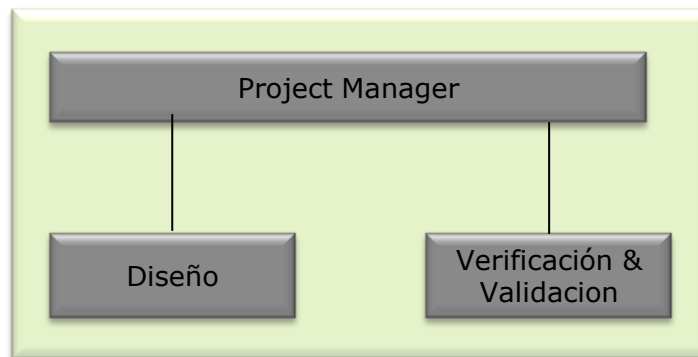 Project Manager
Diseño
Verificación &
Validacion